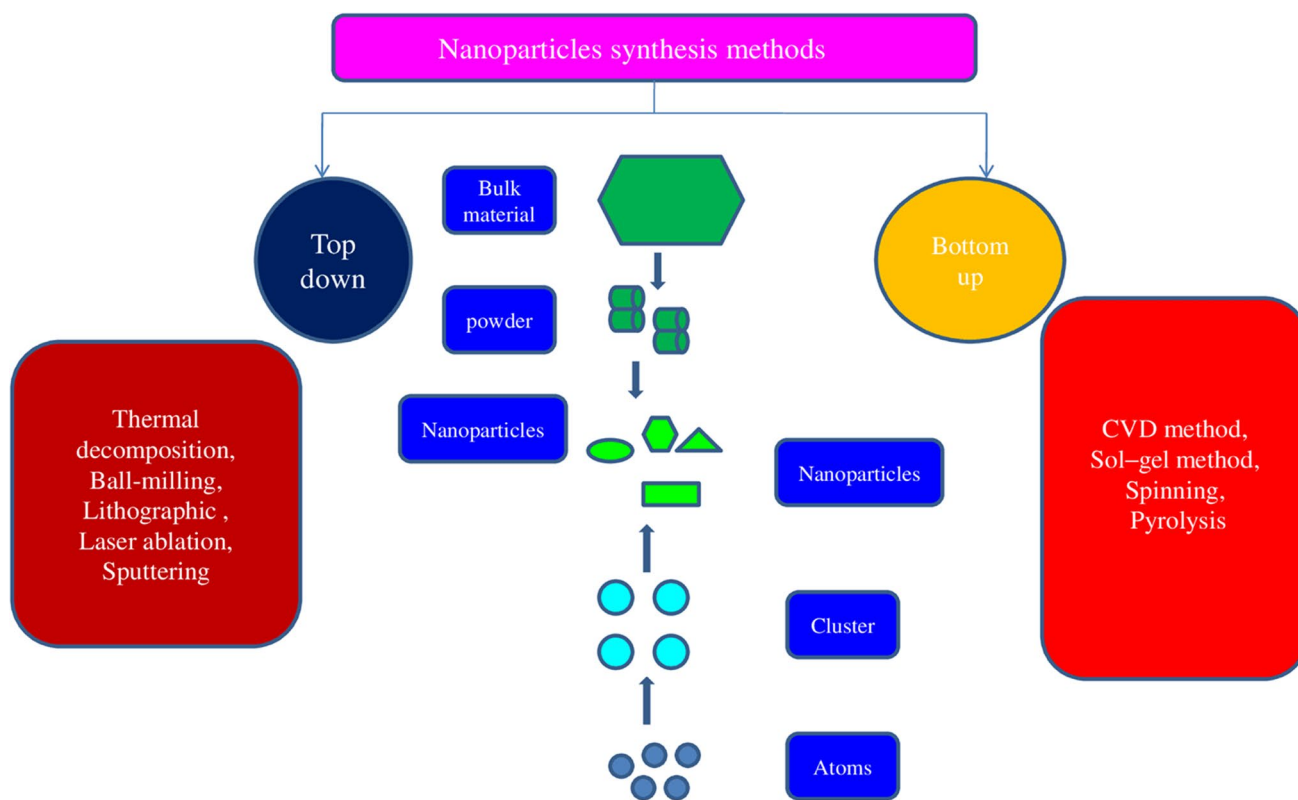 Nanoparticles synthesis methods
Top
down
Bulk
material
Bottom
up
powder
Nanoparticles
Thermal
decomposition,
Ball-milling,
Lithographic ,
Laser ablation,
Sputtering
Nanoparticles
CVD method,
Sol–gel method,
Spinning,
Pyrolysis
Cluster
Atoms